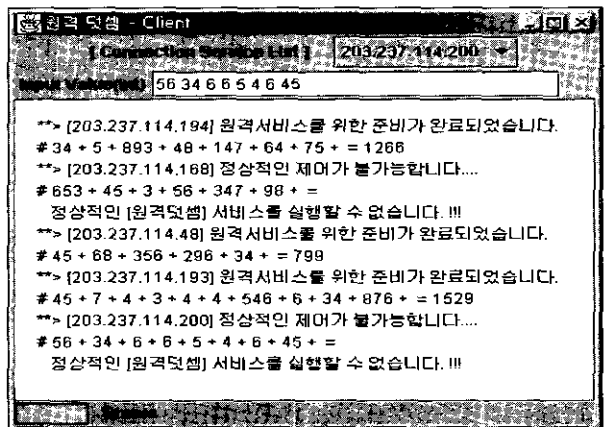 원격 덧셈 - Client
[ Connection Service List ] 203.237.114.200
Input Value(int) 56 34 6 6 5 4 6 45
**> [203.237.114.194] 원격서비스를 위한 준비가 완료되었습니다.
# 34 + 5 + 893 + 48 + 147 + 64 + 75 + = 1266
**> [203.237.114.168] 정상적인 제어가 불가능합니다....
# 653 + 45 + 3 + 56 + 347 + 98 + =
정상적인 [원격덧셈] 서비스를 실행할 수 없습니다. !!!
**> [203.237.114.48] 원격서비스를 위한 준비가 완료되었습니다.
# 45 + 68 + 356 + 296 + 34 + = 799
**> [203.237.114.193] 원격서비스를 위한 준비가 완료되었습니다.
# 45 + 7 + 4 + 3 + 4 + 4 + 546 + 6 + 34 + 876 + = 1529
**> [203.237.114.200] 정상적인 제어가 불가능합니다....
# 56 + 34 + 6 + 6 + 5 + 4 + 6 + 45 + =
정상적인 [원격덧셈] 서비스를 실행할 수 없습니다. !!!